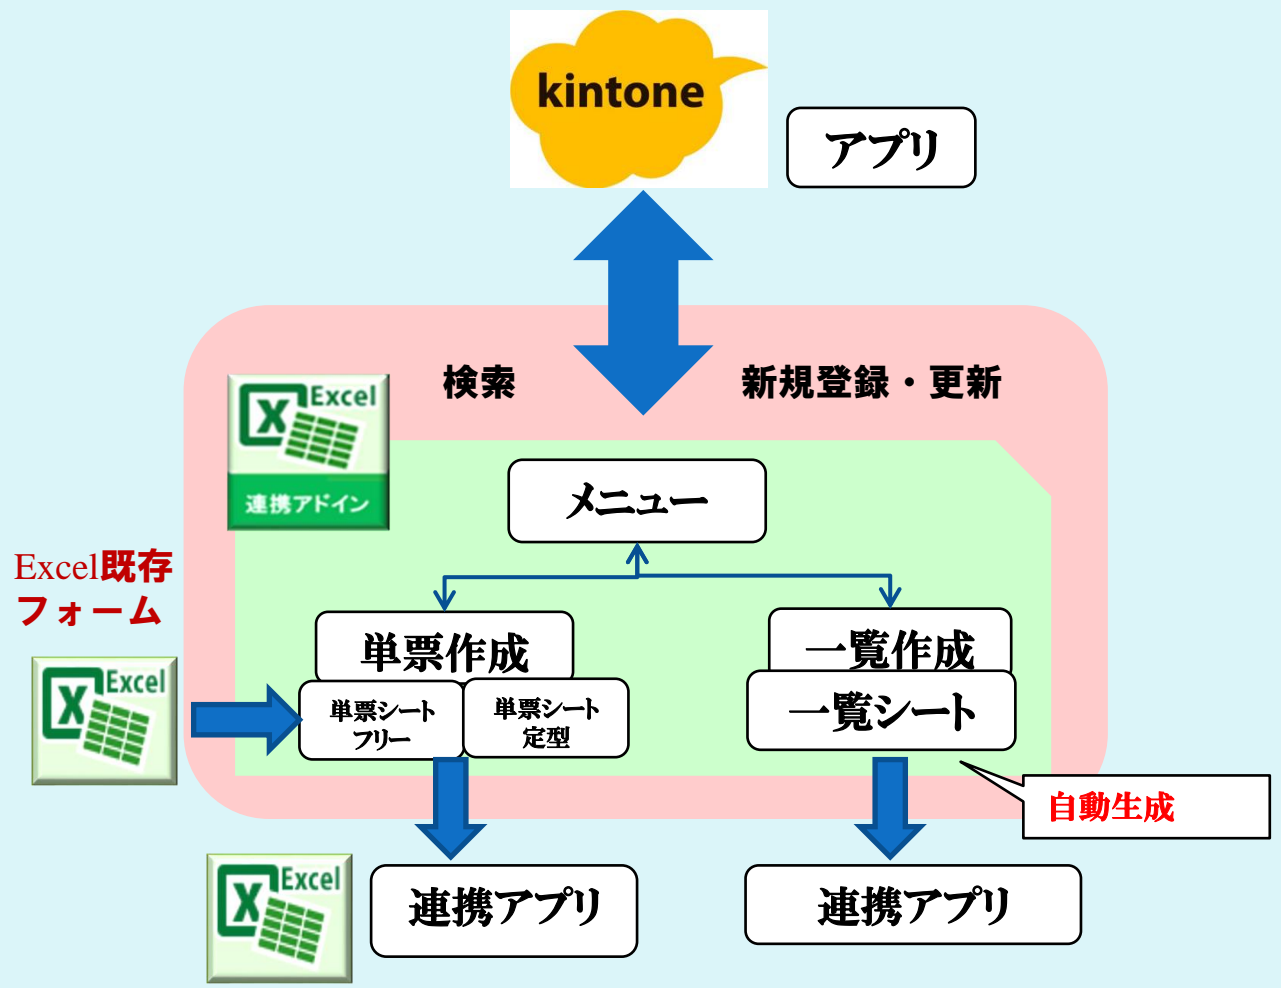 kintone
アプリ
検索
新規登録・更新
Excel
連携アドイン
メニュー
Excel既存
フォーム
Excel
単票作成
単票シート
フリー
単票シート
定型
一覧作成
一覧シート
自動生成
Excel
連携アプリ
連携アプリ